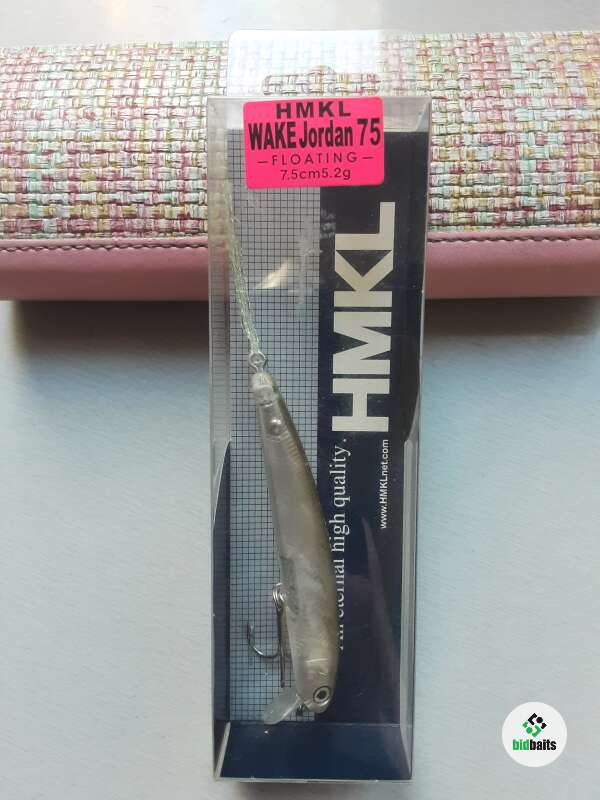 HMKL
WAKE Jordan 75
—FLOATING—
7.5cm5.2g
HMKL
An eternal high quality.
www.HMKLnet.com
bidbaits